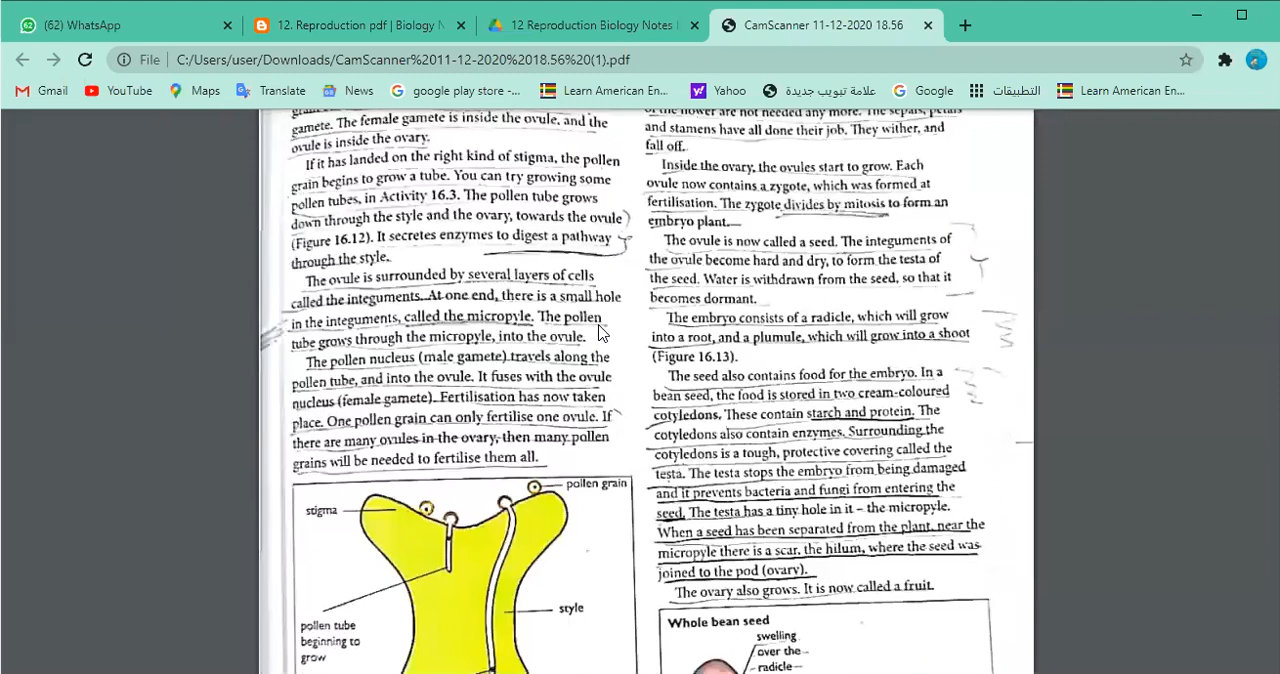 (62) WhatsApp
12. Reproduction pdf | Biology N
12 Reproduction Biology Notes
CamScanner 11-12-2020 18.56
File
C:/Users/user/Downloads/CamScanner%2011-12-2020%2018.56%20(1).pdf
Gmail
YouTube
Maps
Translate
News
google play store -...
Learn American En...
Yahoo
علامة تبويب جديدة
Google
التطبيقات
Learn American En...
gamete. The female gamete is inside the ovule, and the
ovule is inside the ovary.
If it has landed on the right kind of stigma, the pollen
grain begins to grow a tube. You can try growing some
pollen tubes, in Activity 16.3. The pollen tube grows
down through the style and the ovary, towards the ovule
(Figure 16.12). It secretes enzymes to digest a pathway
through the style.
The ovule is surrounded by several layers of cells
called the integuments. At one end, there is a small hole
in the integuments, called the micropyle. The pollen
tube grows through the micropyle, into the ovule.
The pollen nucleus (male gamete) travels along the
pollen tube, and into the ovule. It fuses with the ovule
nucleus (female gamete). Fertilisation has now taken
place. One pollen grain can only fertilise one ovule. If
there are many ovules in the ovary, then many pollen
grains will be needed to fertilise them all.
pollen grain
stigma
style
pollen tube
beginning to
grow
of the flower are not needed any more. The sepals, petals
and stamens have all done their job. They wither, and
fall off.
Inside the ovary, the ovules start to grow. Each
ovule now contains a zygote, which was formed at
fertilisation. The zygote divides by mitosis to form an
embryo plant.
The ovule is now called a seed. The integuments of
the ovule become hard and dry, to form the testa of
the seed. Water is withdrawn from the seed, so that it
becomes dormant.
The embryo consists of a radicle, which will grow
into a root, and a plumule, which will grow into a shoot
(Figure 16.13).
The seed also contains food for the embryo. In a
bean seed, the food is stored in two cream-coloured
cotyledons. These contain starch and protein. The
cotyledons also contain enzymes. Surrounding the
cotyledons is a tough, protective covering called the
testa. The testa stops the embryo from being damaged
and it prevents bacteria and fungi from entering the
seed. The testa has a tiny hole in it – the micropyle.
When a seed has been separated from the plant, near the
micropyle there is a scar, the hilum, where the seed was
joined to the pod (ovary).
The ovary also grows. It is now called a fruit.
Whole bean seed
swelling
over the
radicle